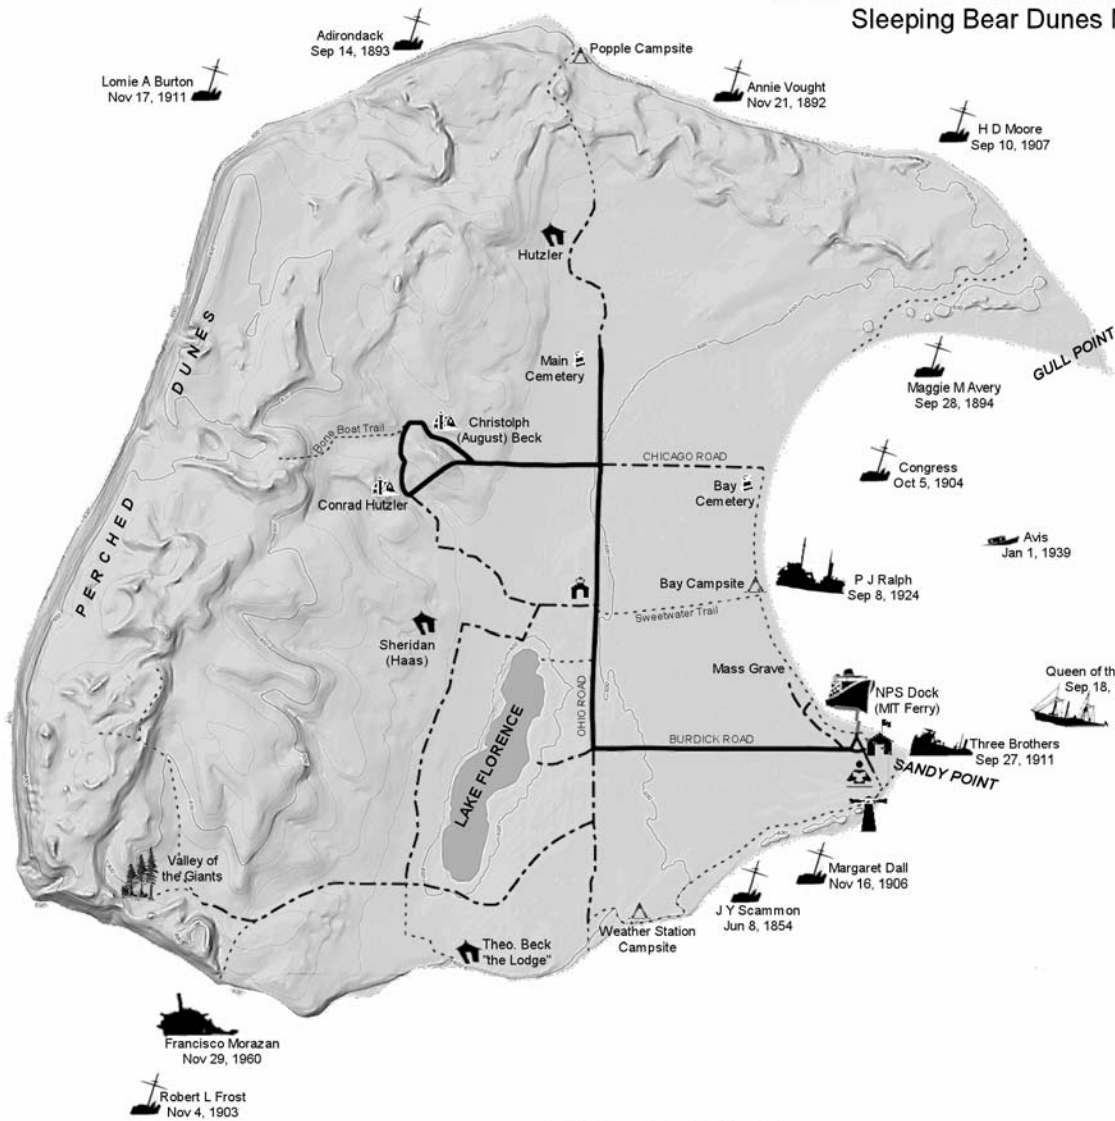 Sleeping Bear Dunes
Adirondack
Sep 14, 1893
Popple Campsite
Lomie A Burton
Nov 17, 1911
Annie Vought
Nov 21, 1892
H D Moore
Sep 10, 1907
Hutzler
DUNES
Main
Cemetery
GULL POINT
Maggie M Avery
Sep 28, 1894
Christolph
(August) Beck
Bone Boat Trail
CHICAGO ROAD
Congress
Oct 5, 1904
Bay
Cemetery
Conrad Hutzler
PERCHED
Avis
Jan 1, 1939
Bay Campsite
P J Ralph
Sep 8, 1924
Sweetwater Trail
Sheridan
(Haas)
Mass Grave
NPS Dock
(MIT Ferry)
Queen of the
Sep 18,
OHIO ROAD
BURDICK ROAD
LAKE FLORENCE
Three Brothers
Sep 27, 1911
SANDY POINT
Valley of
the Giants
Margaret Dall
Nov 16, 1906
J Y Scammon
Jun 8, 1854
Weather Station
Campsite
Theo. Beck
"the Lodge"
Francisco Morazan
Nov 29, 1960
Robert L Frost
Nov 4, 1903